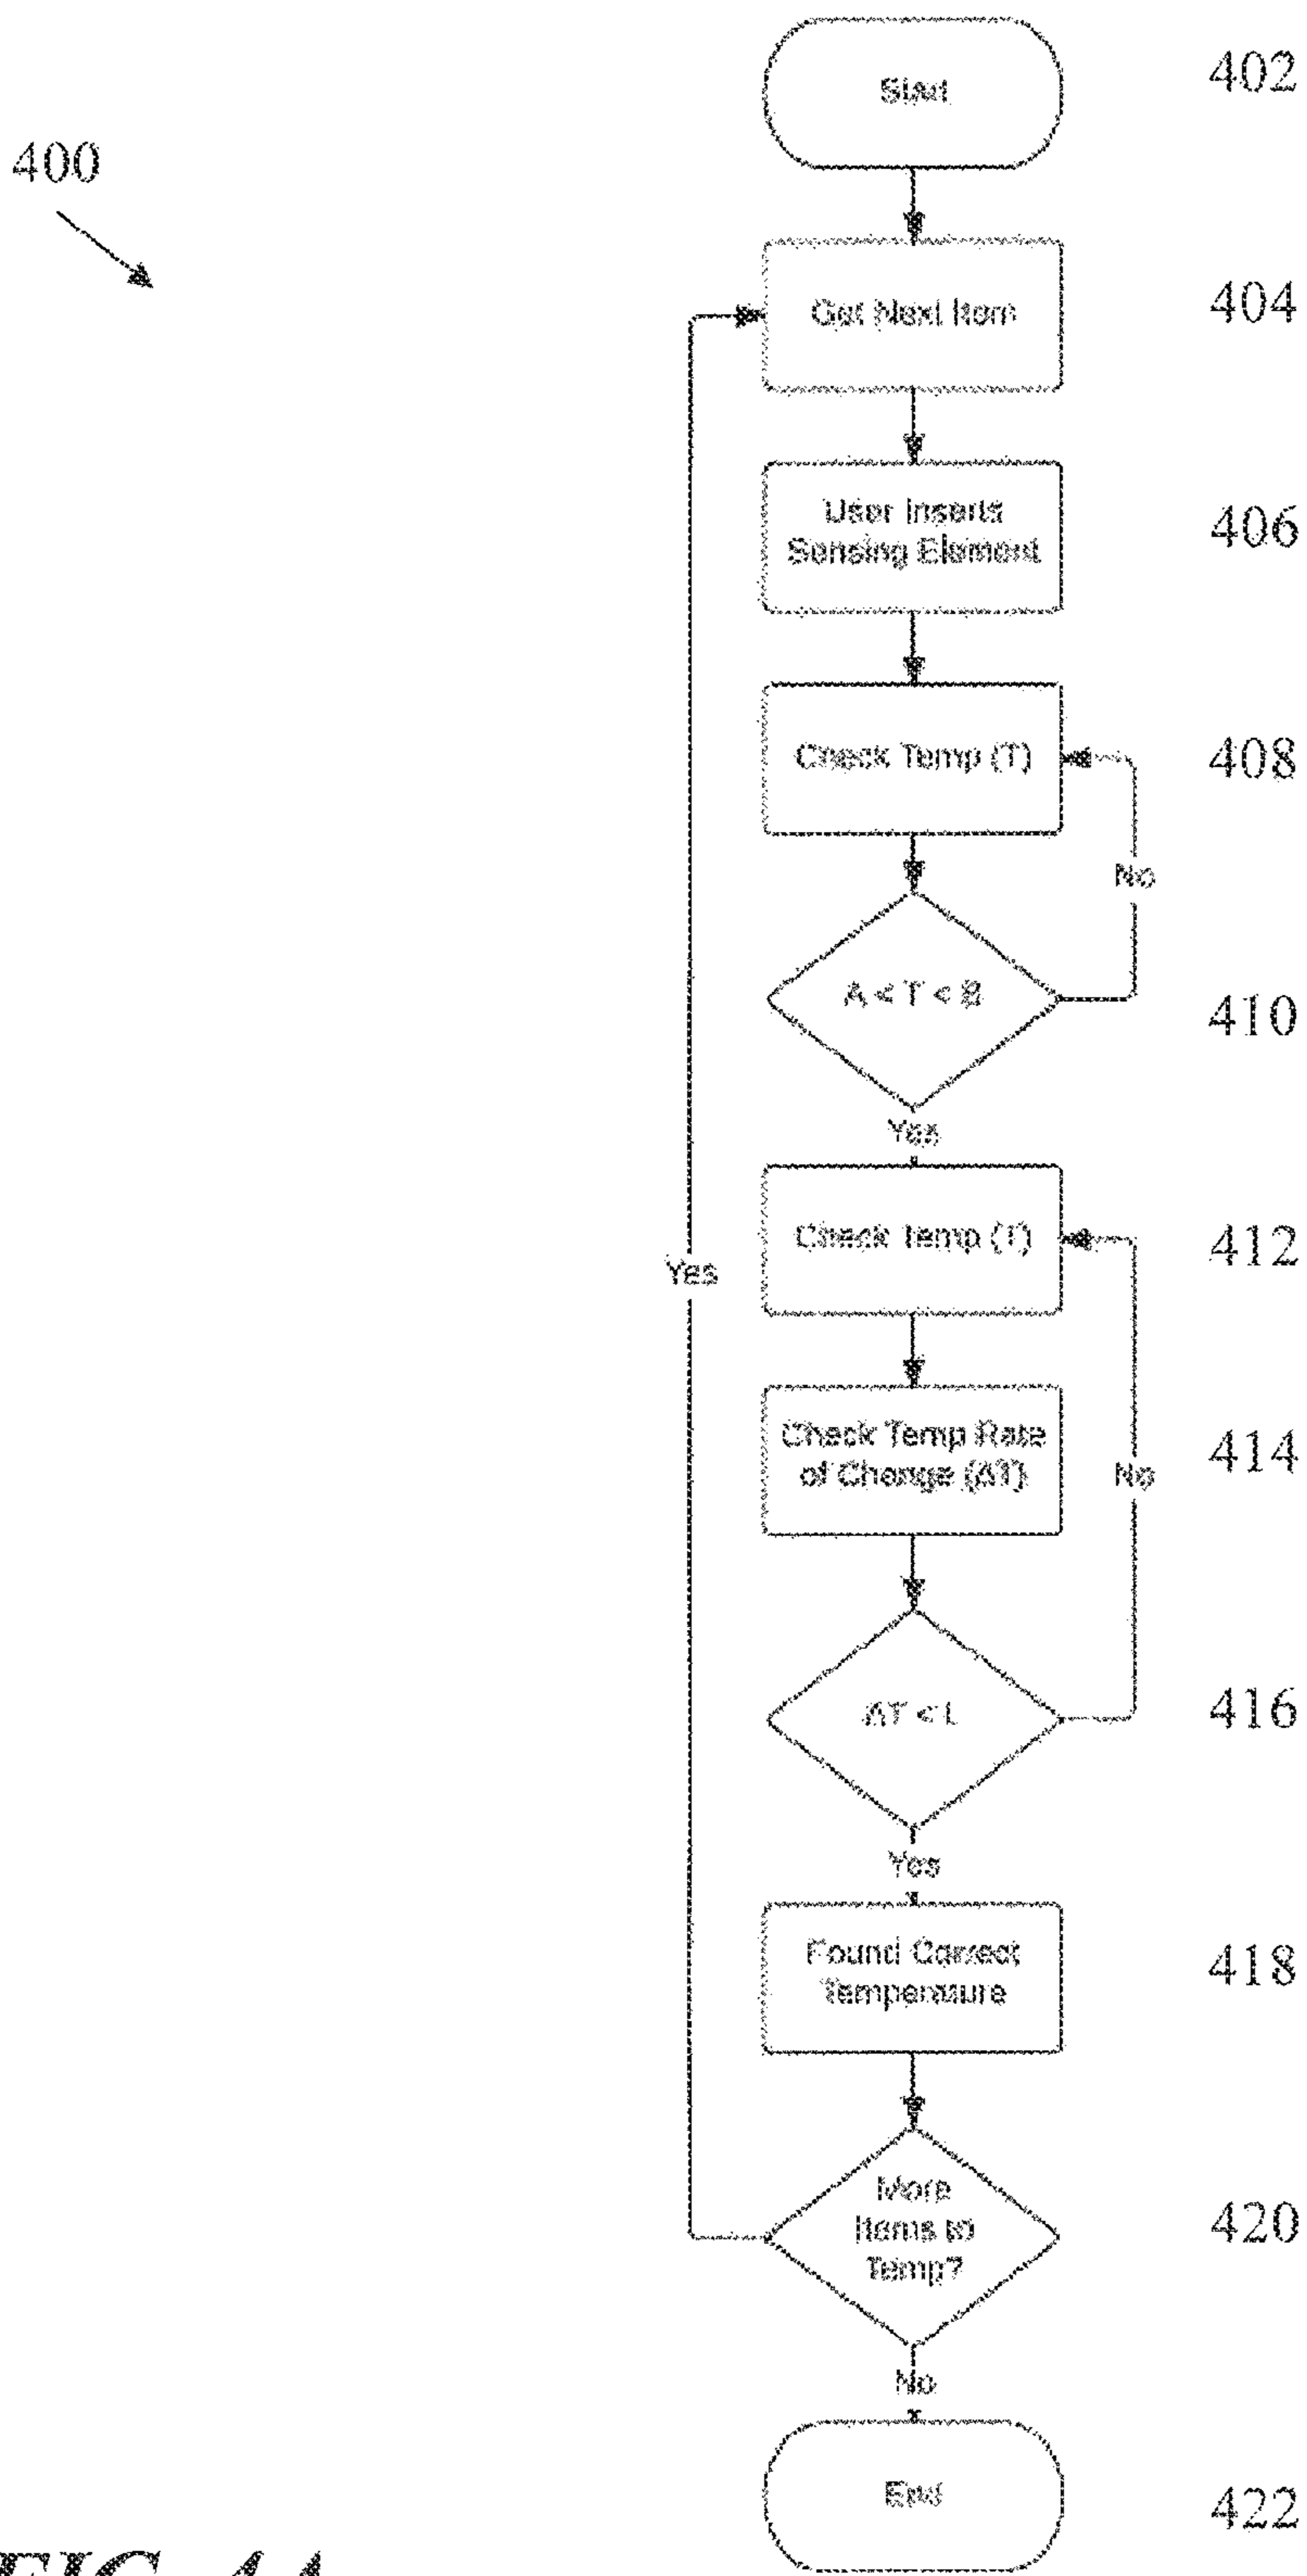 402
Start
400
404
Get Next Item
406
User Inserts
Sensing Element
408
Check Temp (T)
No
410
A < T < B
Yes
412
Check Temp (T)
Yes
414
Check Temp Rate
of Change (ΔT)
No
416
ΔT < L
Yes
418
Found Correct
Temperature
420
More
Items to
Temp?
No
End
422
FIG. 4A